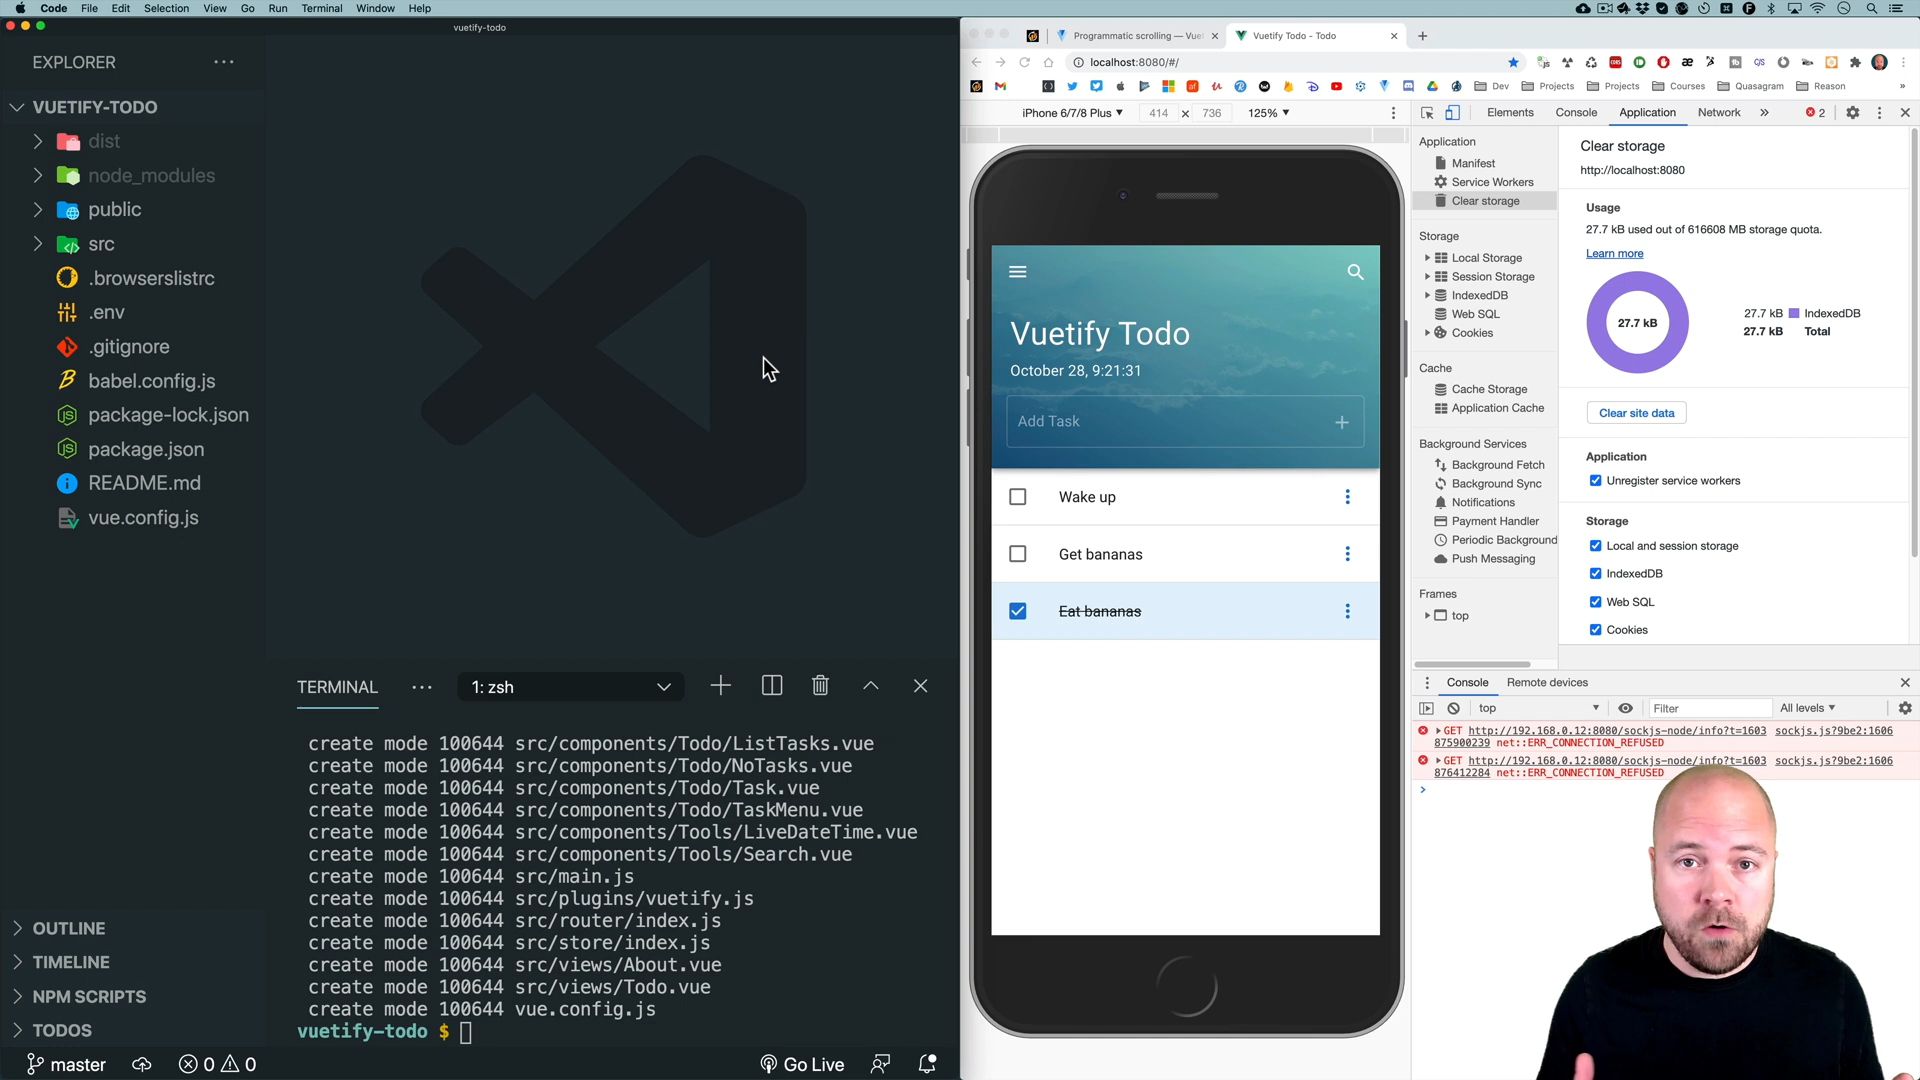 Code File Edit Selection View Go Run Terminal Window Help
vuetify-todo
EXPLORER
VUETIFY-TODO
dist
node_modules
public
src
.browserslistrc
.env
.gitignore
babel.config.js
package-lock.json
package.json
README.md
vue.config.js
OUTLINE
TIMELINE
NPM SCRIPTS
TODOS
TERMINAL
1: zsh
create mode 100644 src/components/Todo/ListTasks.vue
create mode 100644 src/components/Todo/NoTasks.vue
create mode 100644 src/components/Todo/Task.vue
create mode 100644 src/components/Todo/TaskMenu.vue
create mode 100644 src/components/Tools/LiveDateTime.vue
create mode 100644 src/components/Tools/Search.vue
create mode 100644 src/main.js
create mode 100644 src/plugins/vuetify.js
create mode 100644 src/router/index.js
create mode 100644 src/store/index.js
create mode 100644 src/views/About.vue
create mode 100644 src/views/Todo.vue
create mode 100644 vue.config.js
vuetify-todo $
master 0 0 Go Live
Programmatic scrolling — Vuet
Vuetify Todo - Todo
localhost:8080/#/
Dev Projects Projects Courses Quasagram Reason
iPhone 6/7/8 Plus 414 x 736 125%
Vuetify Todo
October 28, 9:21:31
Add Task
Wake up
Get bananas
Eat bananas
Elements Console Application Network 2
Application
Manifest
Service Workers
Clear storage
Storage
Local Storage
Session Storage
IndexedDB
Web SQL
Cookies
Cache
Cache Storage
Application Cache
Background Services
Background Fetch
Background Sync
Notifications
Payment Handler
Periodic Background
Push Messaging
Frames
top
Clear storage
http://localhost:8080
Usage
27.7 kB used out of 616608 MB storage quota.
Learn more
27.7 kB
27.7 kB IndexedDB
27.7 kB Total
Clear site data
Application
Unregister service workers
Storage
Local and session storage
IndexedDB
Web SQL
Cookies
Console Remote devices
top Filter All levels
GET http://192.168.0.12:8080/sockjs-node/info?t=1603 sockjs.js?9be2:1606
875900239 net::ERR_CONNECTION_REFUSED
GET http://192.168.0.12:8080/sockjs-node/info?t=1603 sockjs.js?9be2:1606
876412284 net::ERR_CONNECTION_REFUSED